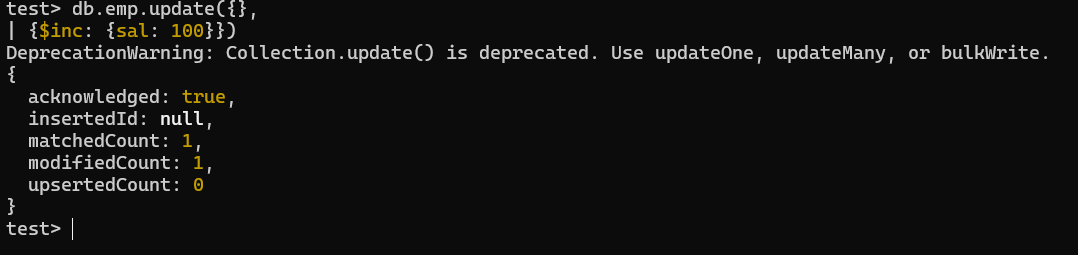 test> db.emp.update({},
| {$inc: {sal: 100}})
DeprecationWarning: Collection.update() is deprecated. Use updateOne, updateMany, or bulkWrite.
{
  acknowledged: true,
  insertedId: null,
  matchedCount: 1,
  modifiedCount: 1,
  upsertedCount: 0
}
test>